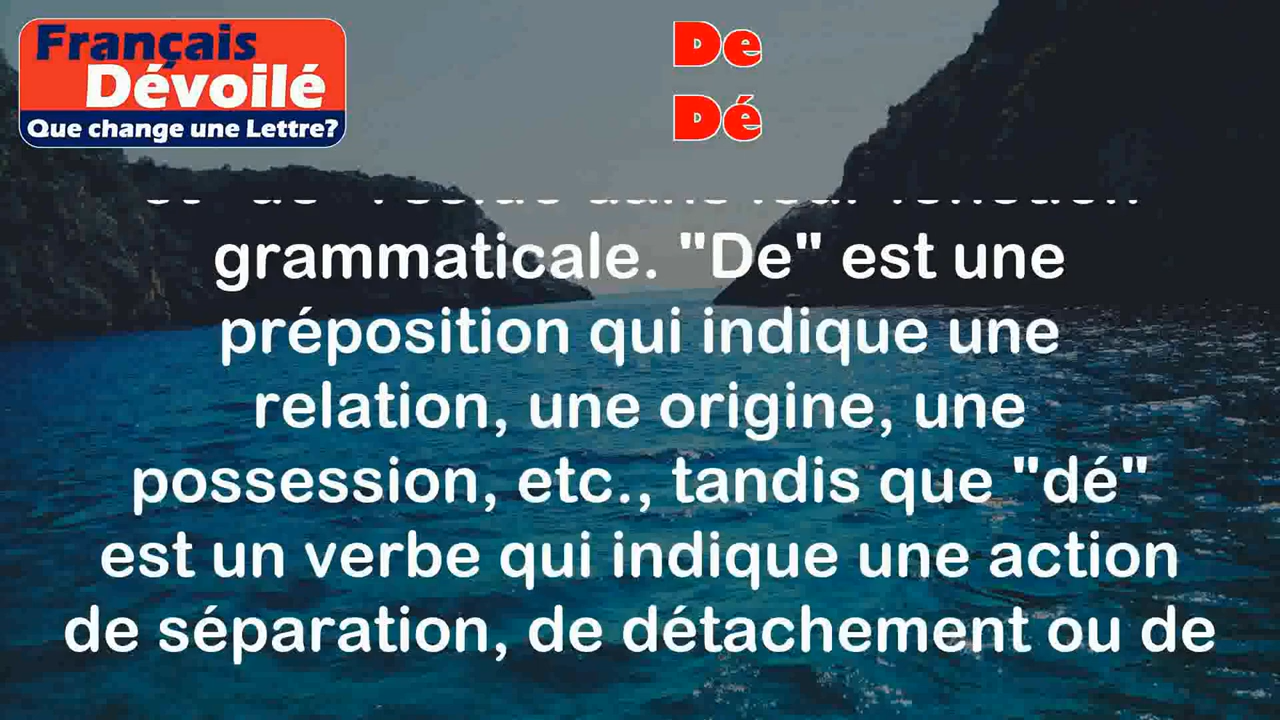 Français
Dévoilé
Que change une Lettre?
De
Dé
grammaticale. "De" est une
préposition qui indique une
relation, une origine, une
possession, etc., tandis que "dé"
est un verbe qui indique une action
de séparation, de détachement ou de